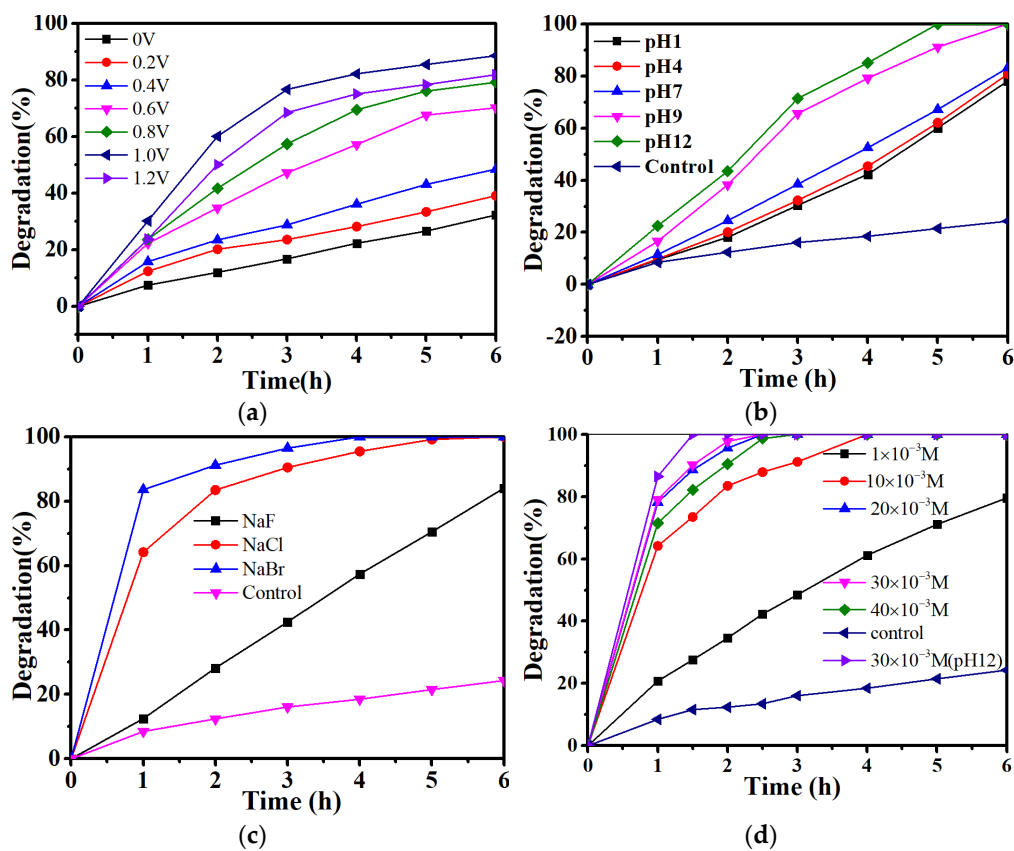 100
80
60
40
20
0
Degradation(%)
0V
0.2V
0.4V
0.6V
0.8V
1.0V
1.2V
0 1 2 3 4 5 6
Time(h)
(a)
100
80
60
40
20
0
-20
Degradation(%)
pH1
pH4
pH7
pH9
pH12
Control
0 1 2 3 4 5 6
Time (h)
(b)
100
80
60
40
20
0
Degradation(%)
NaF
NaCl
NaBr
Control
0 1 2 3 4 5 6
Time (h)
(c)
100
80
60
40
20
0
Degradation(%)
1×10⁻³M
10×10⁻³M
20×10⁻³M
30×10⁻³M
40×10⁻³M
control
30×10⁻³M(pH12)
0 1 2 3 4 5 6
Time (h)
(d)